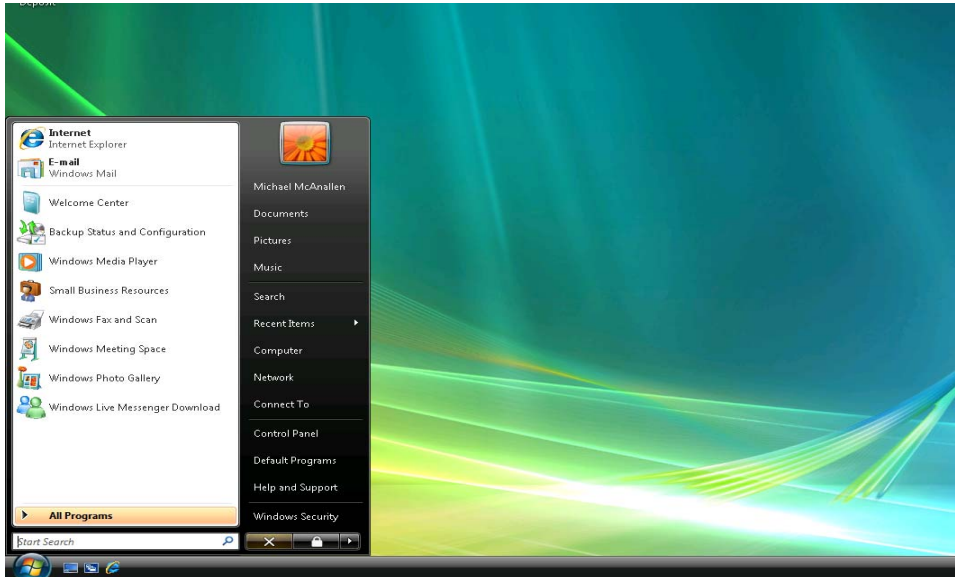 Deposit
Internet
Internet Explorer
E-mail
Windows Mail
Welcome Center
Backup Status and Configuration
Windows Media Player
Small Business Resources
Windows Fax and Scan
Windows Meeting Space
Windows Photo Gallery
Windows Live Messenger Download
All Programs
Start Search
Michael McAnallen
Documents
Pictures
Music
Search
Recent Items
Computer
Network
Connect To
Control Panel
Default Programs
Help and Support
Windows Security